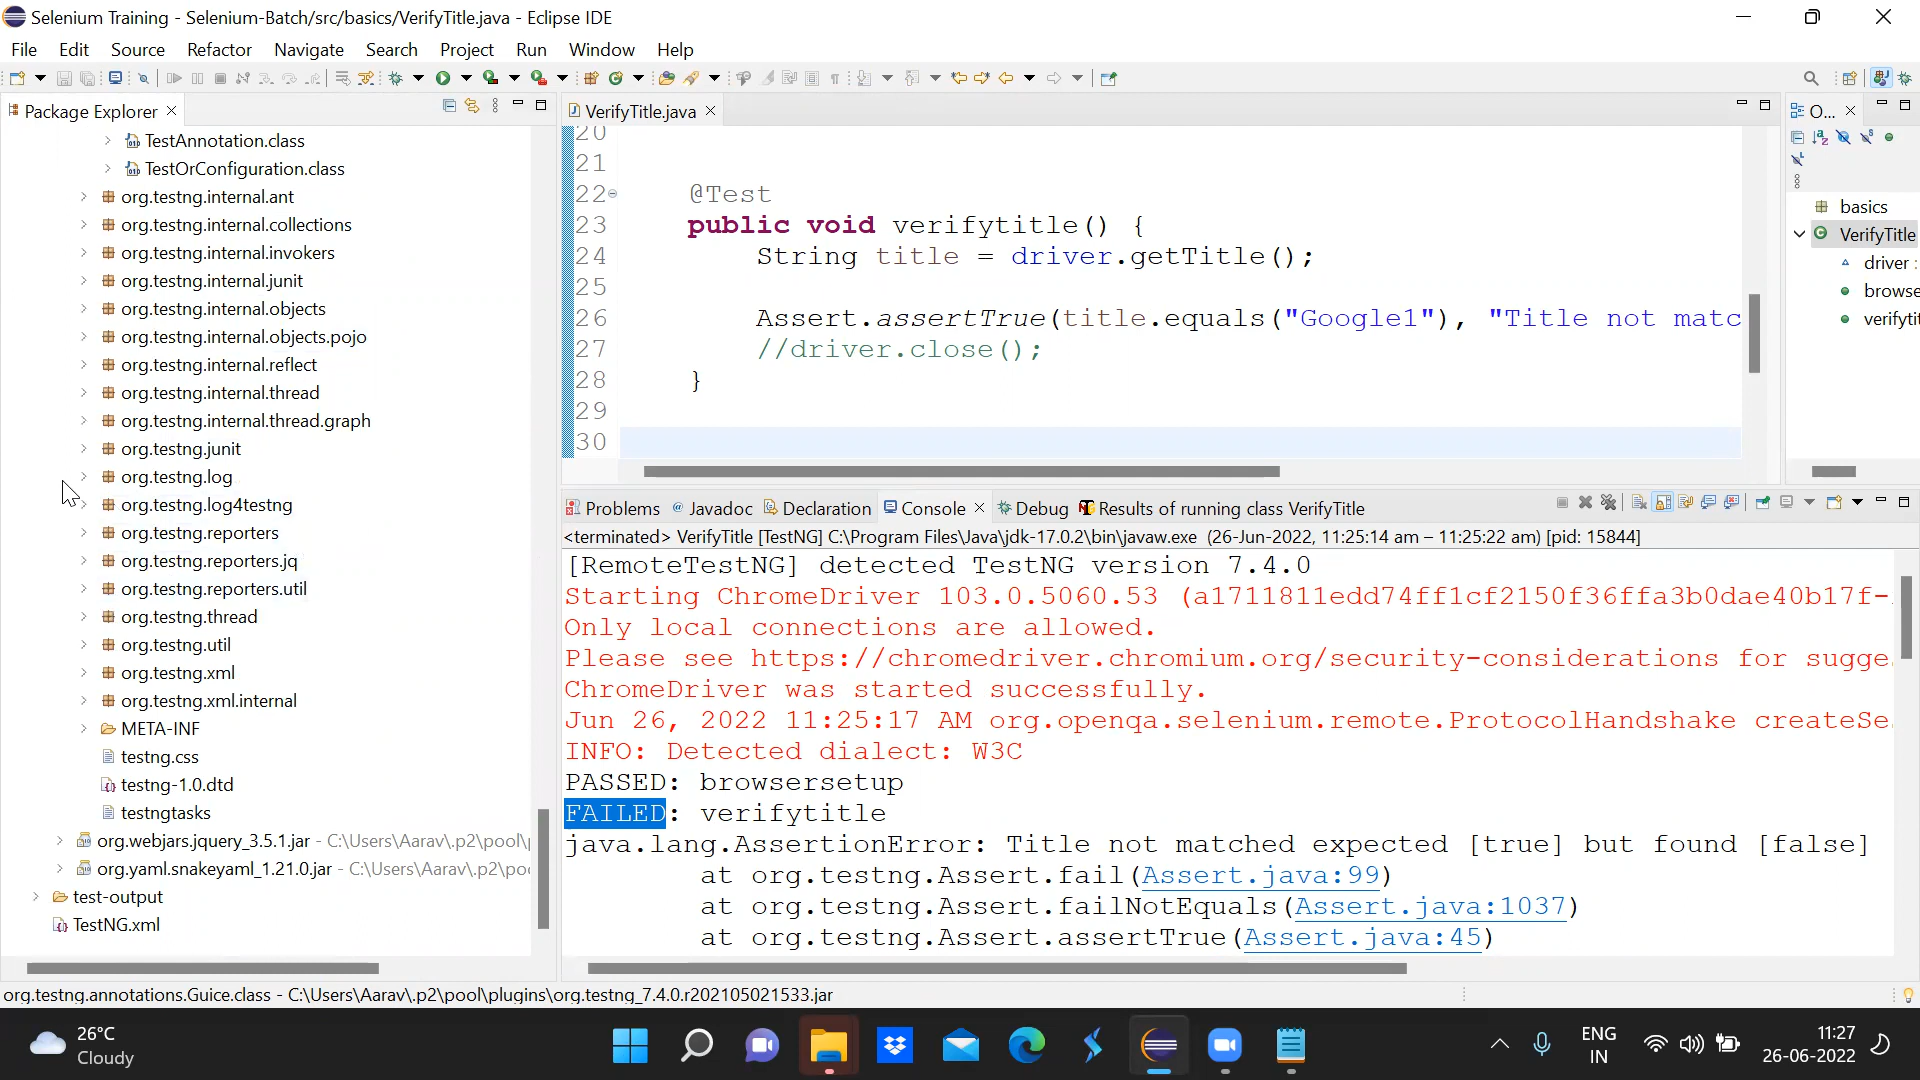 Selenium Training - Selenium-Batch/src/basics/VerifyTitle.java - Eclipse IDE
File Edit Source Refactor Navigate Search Project Run Window Help
Package Explorer
TestAnnotation.class
TestOrConfiguration.class
org.testng.internal.ant
org.testng.internal.collections
org.testng.internal.invokers
org.testng.internal.junit
org.testng.internal.objects
org.testng.internal.objects.pojo
org.testng.internal.reflect
org.testng.internal.thread
org.testng.internal.thread.graph
org.testng.junit
org.testng.log
org.testng.log4testng
org.testng.reporters
org.testng.reporters.jq
org.testng.reporters.util
org.testng.thread
org.testng.util
org.testng.xml
org.testng.xml.internal
META-INF
testng.css
testng-1.0.dtd
testngtasks
org.webjars.jquery_3.5.1.jar - C:\Users\Aarav\.p2\pool\
org.yaml.snakeyaml_1.21.0.jar - C:\Users\Aarav\.p2\poo
test-output
TestNG.xml
VerifyTitle.java
20
21
22 @Test
23 public void verifytitle() {
24 String title = driver.getTitle();
25
26 Assert.assertTrue(title.equals("Google1"), "Title not matc
27 //driver.close();
28 }
29
30
O...
basics
VerifyTitle
driver :
browse
verifytit
Problems Javadoc Declaration Console Debug Results of running class VerifyTitle
<terminated> VerifyTitle [TestNG] C:\Program Files\Java\jdk-17.0.2\bin\javaw.exe (26-Jun-2022, 11:25:14 am – 11:25:22 am) [pid: 15844]
[RemoteTestNG] detected TestNG version 7.4.0
Starting ChromeDriver 103.0.5060.53 (a1711811edd74ff1cf2150f36ffa3b0dae40b17f-
Only local connections are allowed.
Please see https://chromedriver.chromium.org/security-considerations for sugge
ChromeDriver was started successfully.
Jun 26, 2022 11:25:17 AM org.openqa.selenium.remote.ProtocolHandshake createSe
INFO: Detected dialect: W3C
PASSED: browsersetup
FAILED: verifytitle
java.lang.AssertionError: Title not matched expected [true] but found [false]
at org.testng.Assert.fail(Assert.java:99)
at org.testng.Assert.failNotEquals(Assert.java:1037)
at org.testng.Assert.assertTrue(Assert.java:45)
org.testng.annotations.Guice.class - C:\Users\Aarav\.p2\pool\plugins\org.testng_7.4.0.r202105021533.jar
26°C
Cloudy
ENG
IN
11:27
26-06-2022